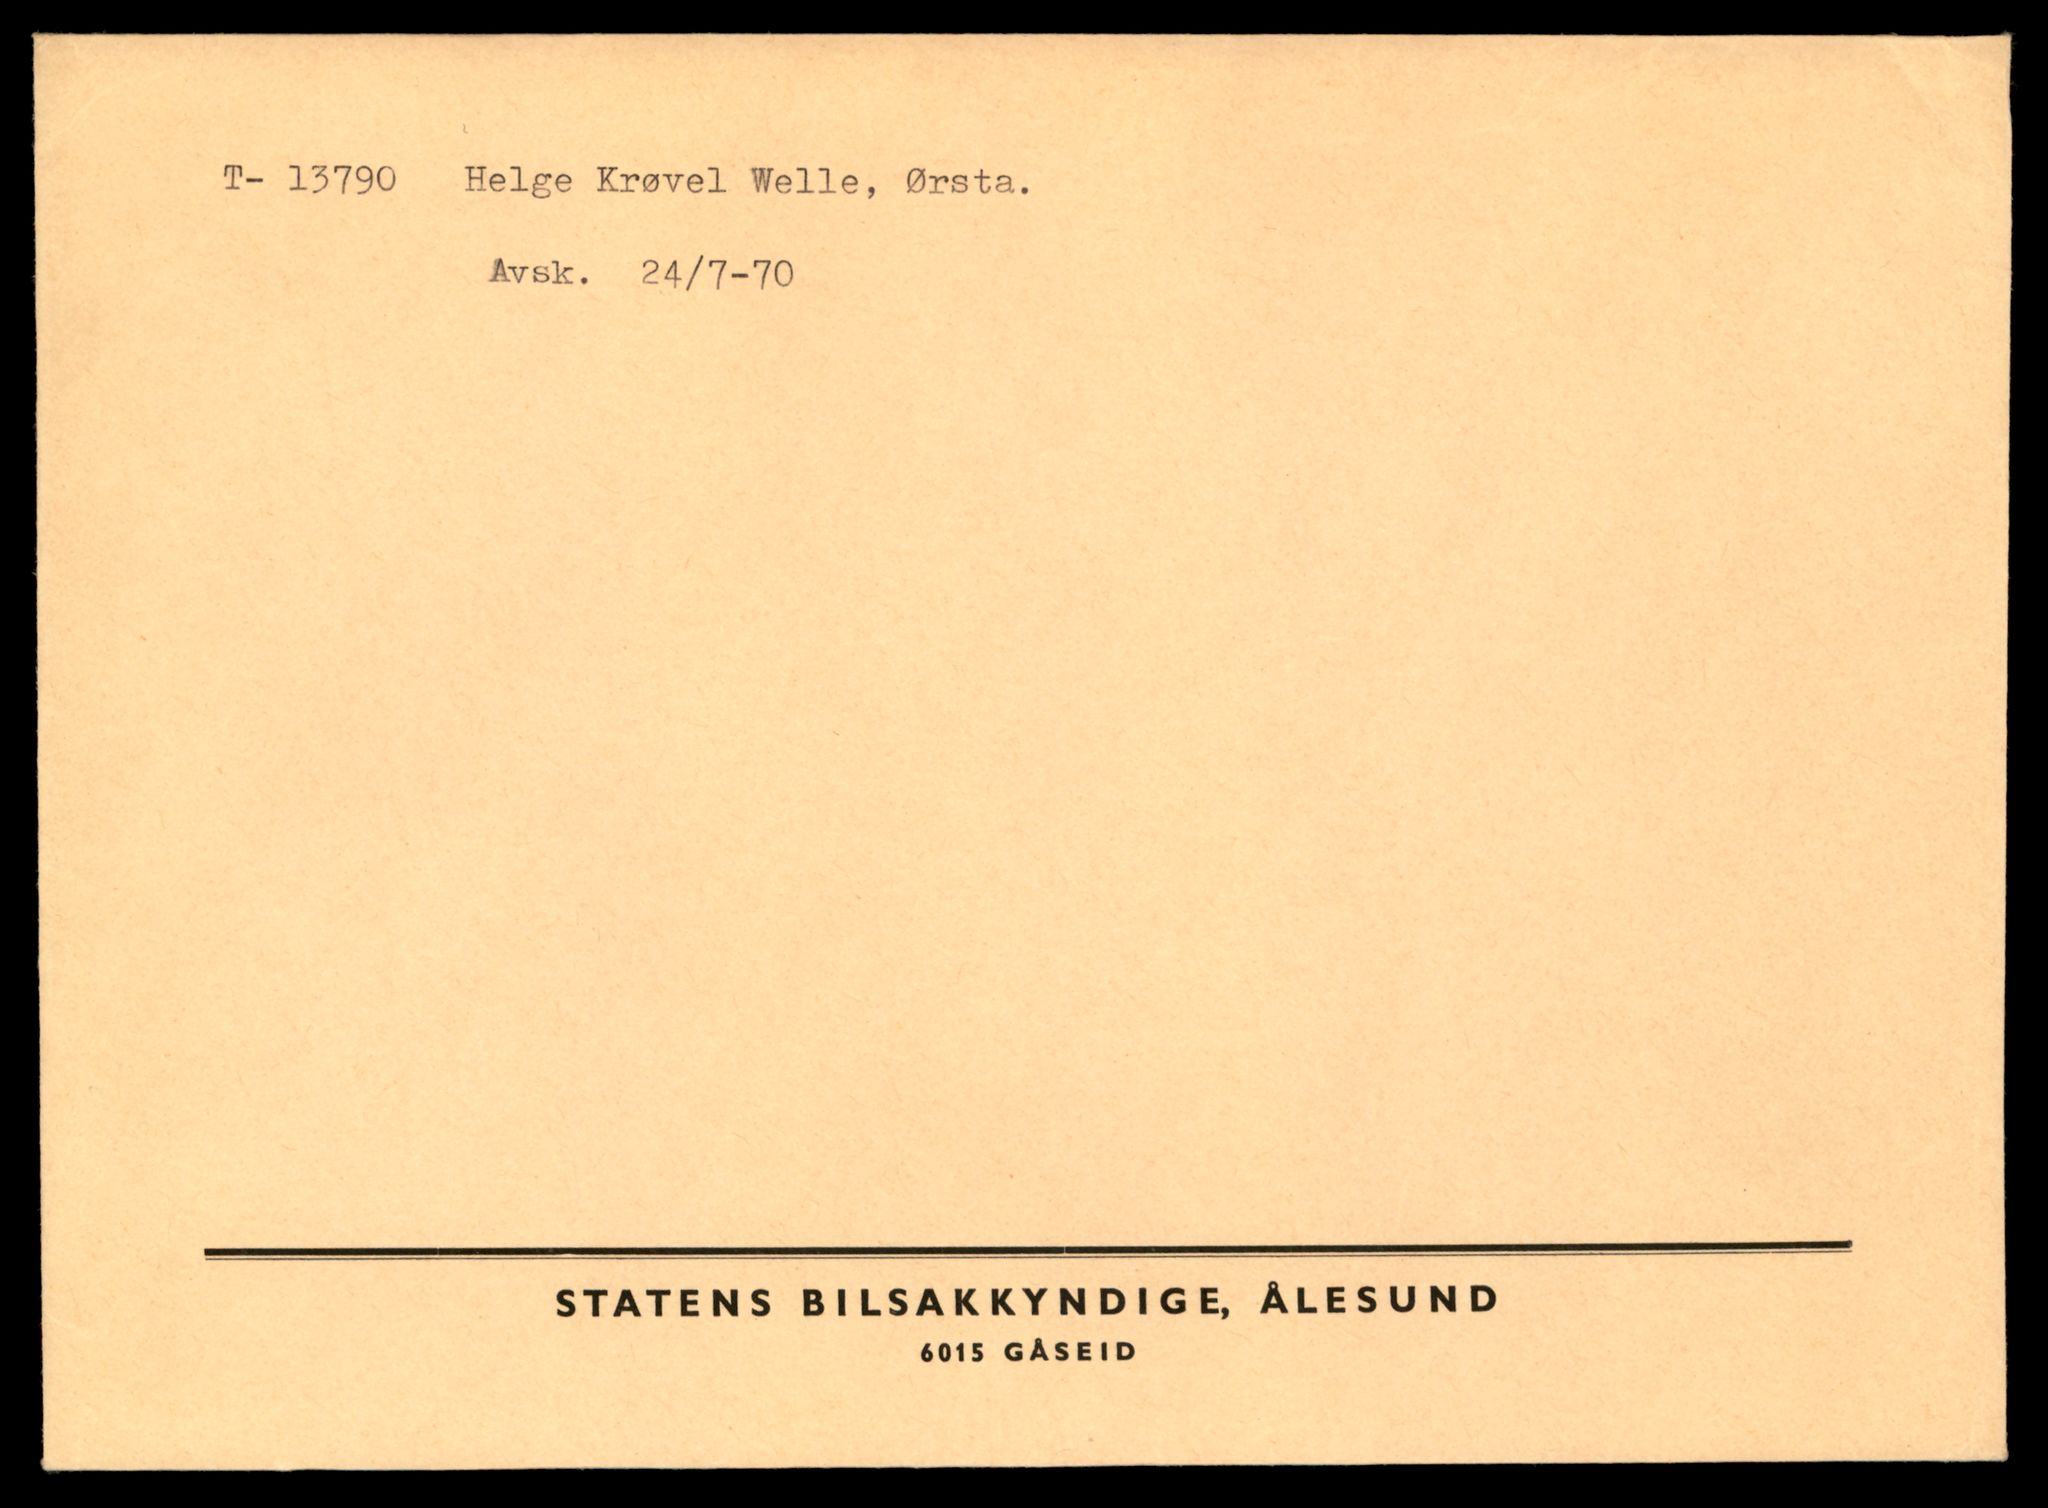 T- 13790 Helge Krøvel Welle, Ørsta.
Avsk. 24/7-70
STATENS BILSAKKYNDIGE, ÅLESUND
6015 GÅSEID